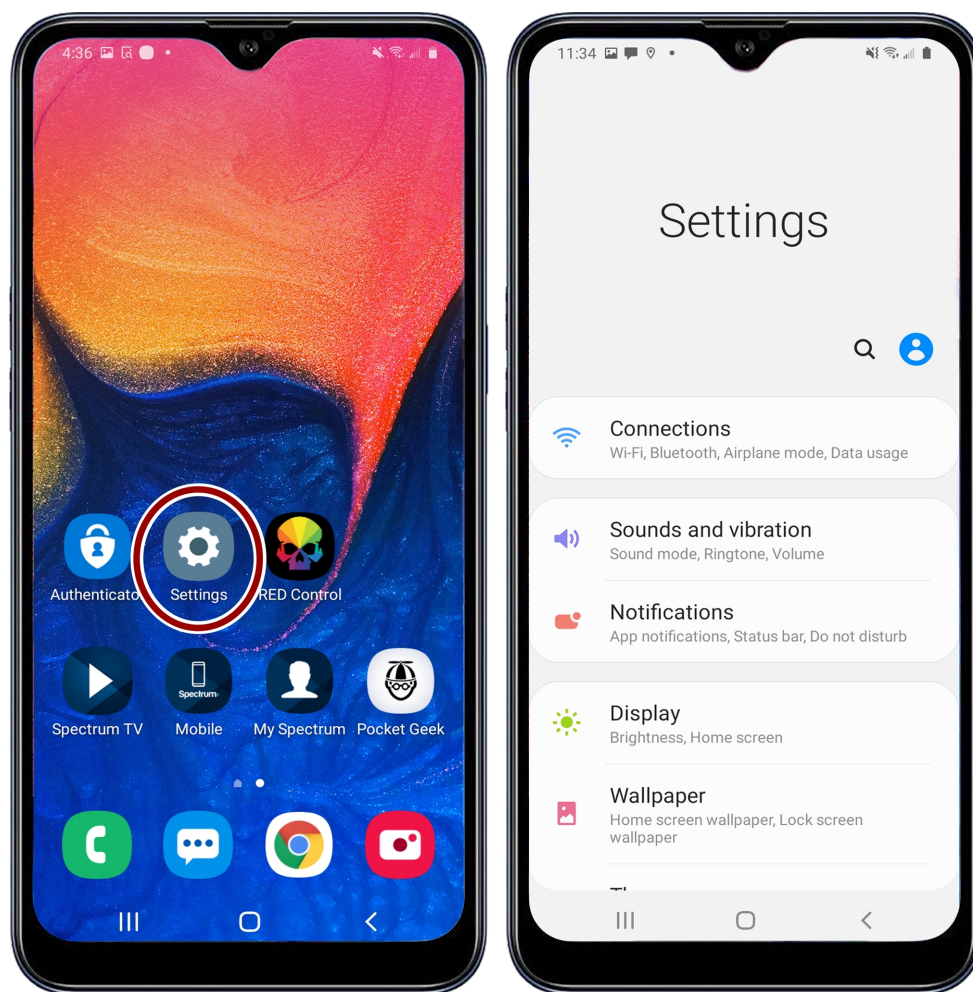 4:36
Authenticato
Settings
RED Control
Spectrum
Spectrum TV
Mobile
My Spectrum
Pocket Geek
11:34
Settings
Connections
Wi-Fi, Bluetooth, Airplane mode, Data usage
Sounds and vibration
Sound mode, Ringtone, Volume
Notifications
App notifications, Status bar, Do not disturb
Display
Brightness, Home screen
Wallpaper
Home screen wallpaper, Lock screen
wallpaper